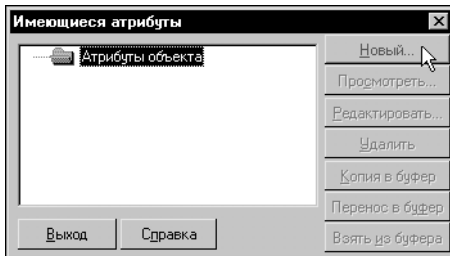 Имеющиеся атрибуты
Атрибуты объекта
Новый...
Просмотреть...
Редактировать...
Удалить
Копия в буфер
Перенос в буфер
Взять из буфера
Выход
Справка